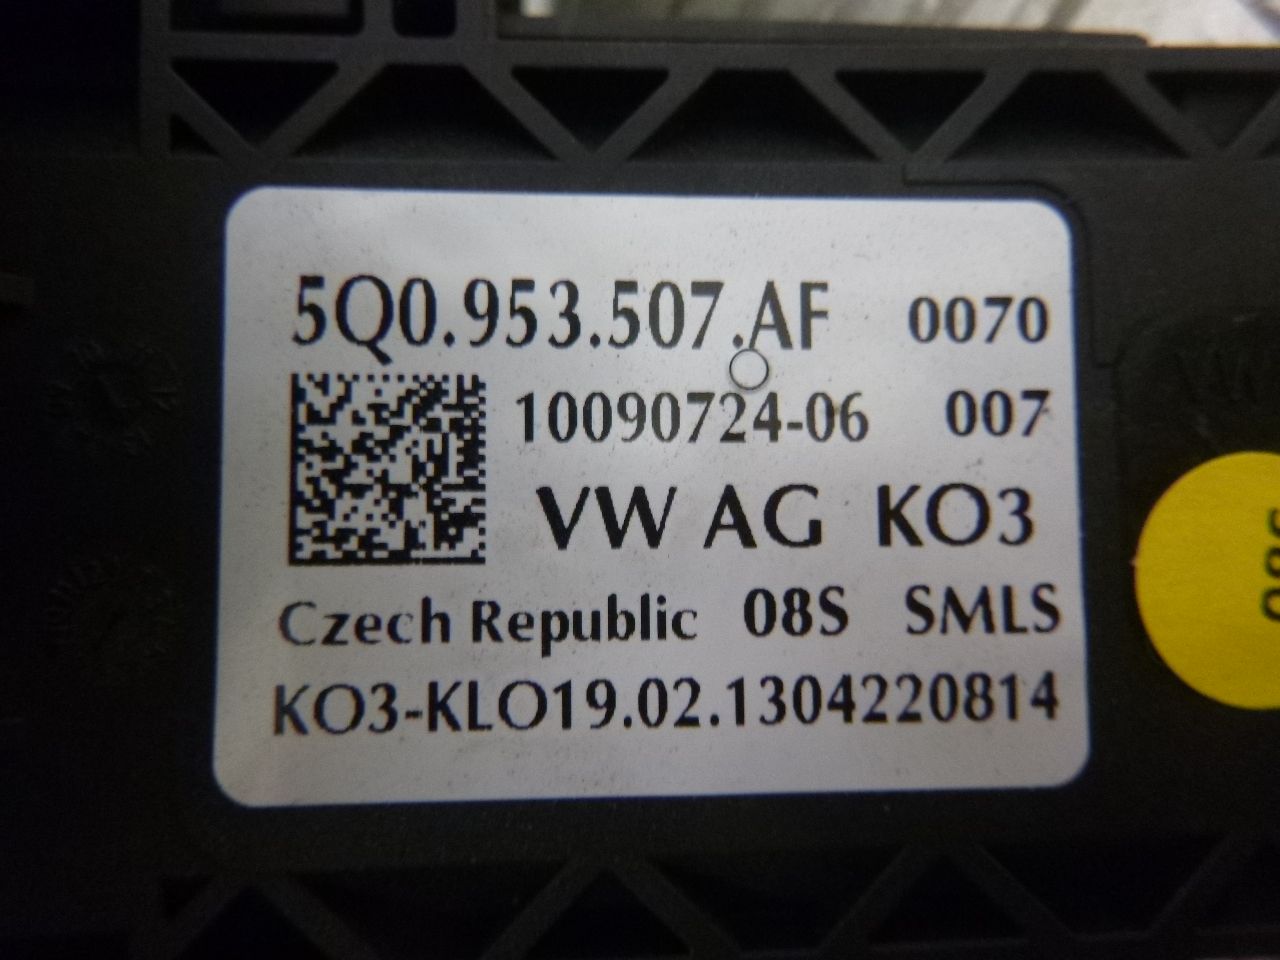 5Q0.953.507.AF 0070
10090724-06 007
VW AG KO3
Czech Republic 08S SMLS
KO3-KLO19.02.1304220814